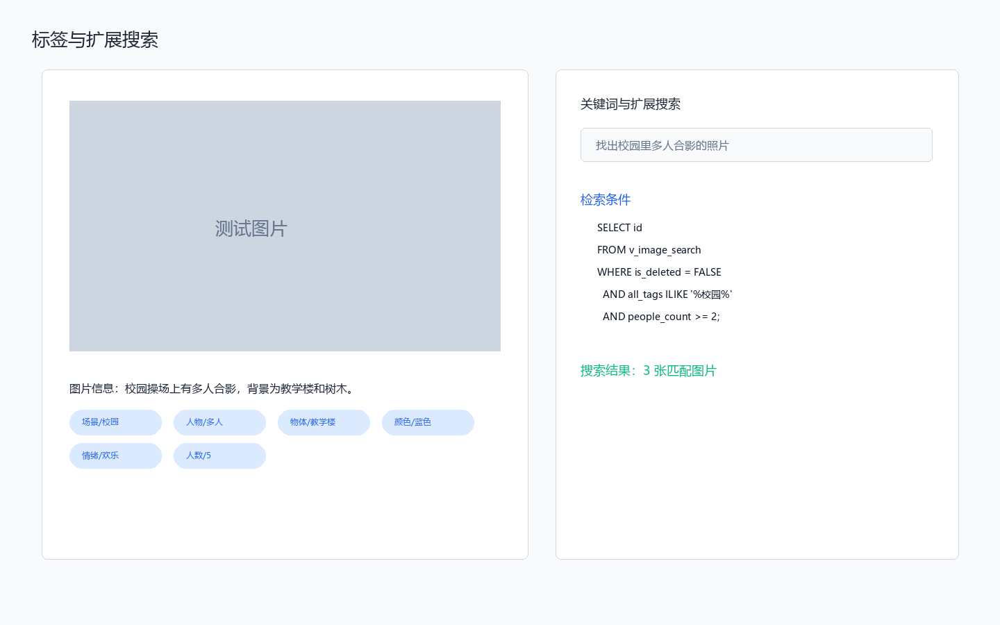 标签与扩展搜索
测试图片
图片信息：校园操场上有多人合影，背景为教学楼和树木。
场景/校园
人物/多人
物体/教学楼
颜色/蓝色
情绪/欢乐
人数/5
关键词与扩展搜索
找出校园里多人合影的照片
检索条件
SELECT id
FROM v_image_search
WHERE is_deleted = FALSE
AND all_tags ILIKE '%校园%'
AND people_count >= 2;
搜索结果：3 张匹配图片